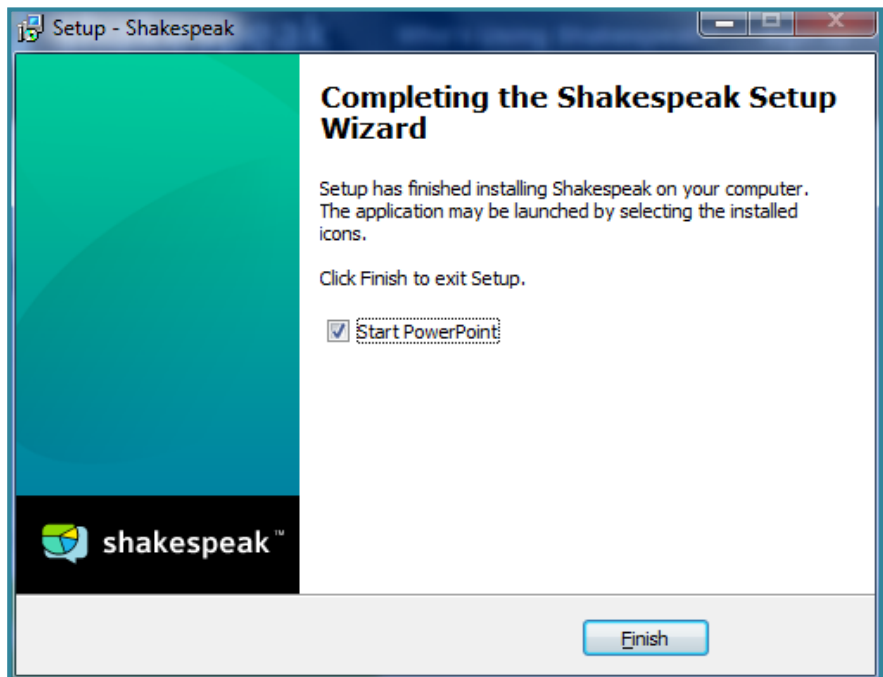 Setup - Shakespeak
Completing the Shakespeak Setup
Wizard
Setup has finished installing Shakespeak on your computer.
The application may be launched by selecting the installed
icons.
Click Finish to exit Setup.
Start PowerPoint
shakespeak™
Finish